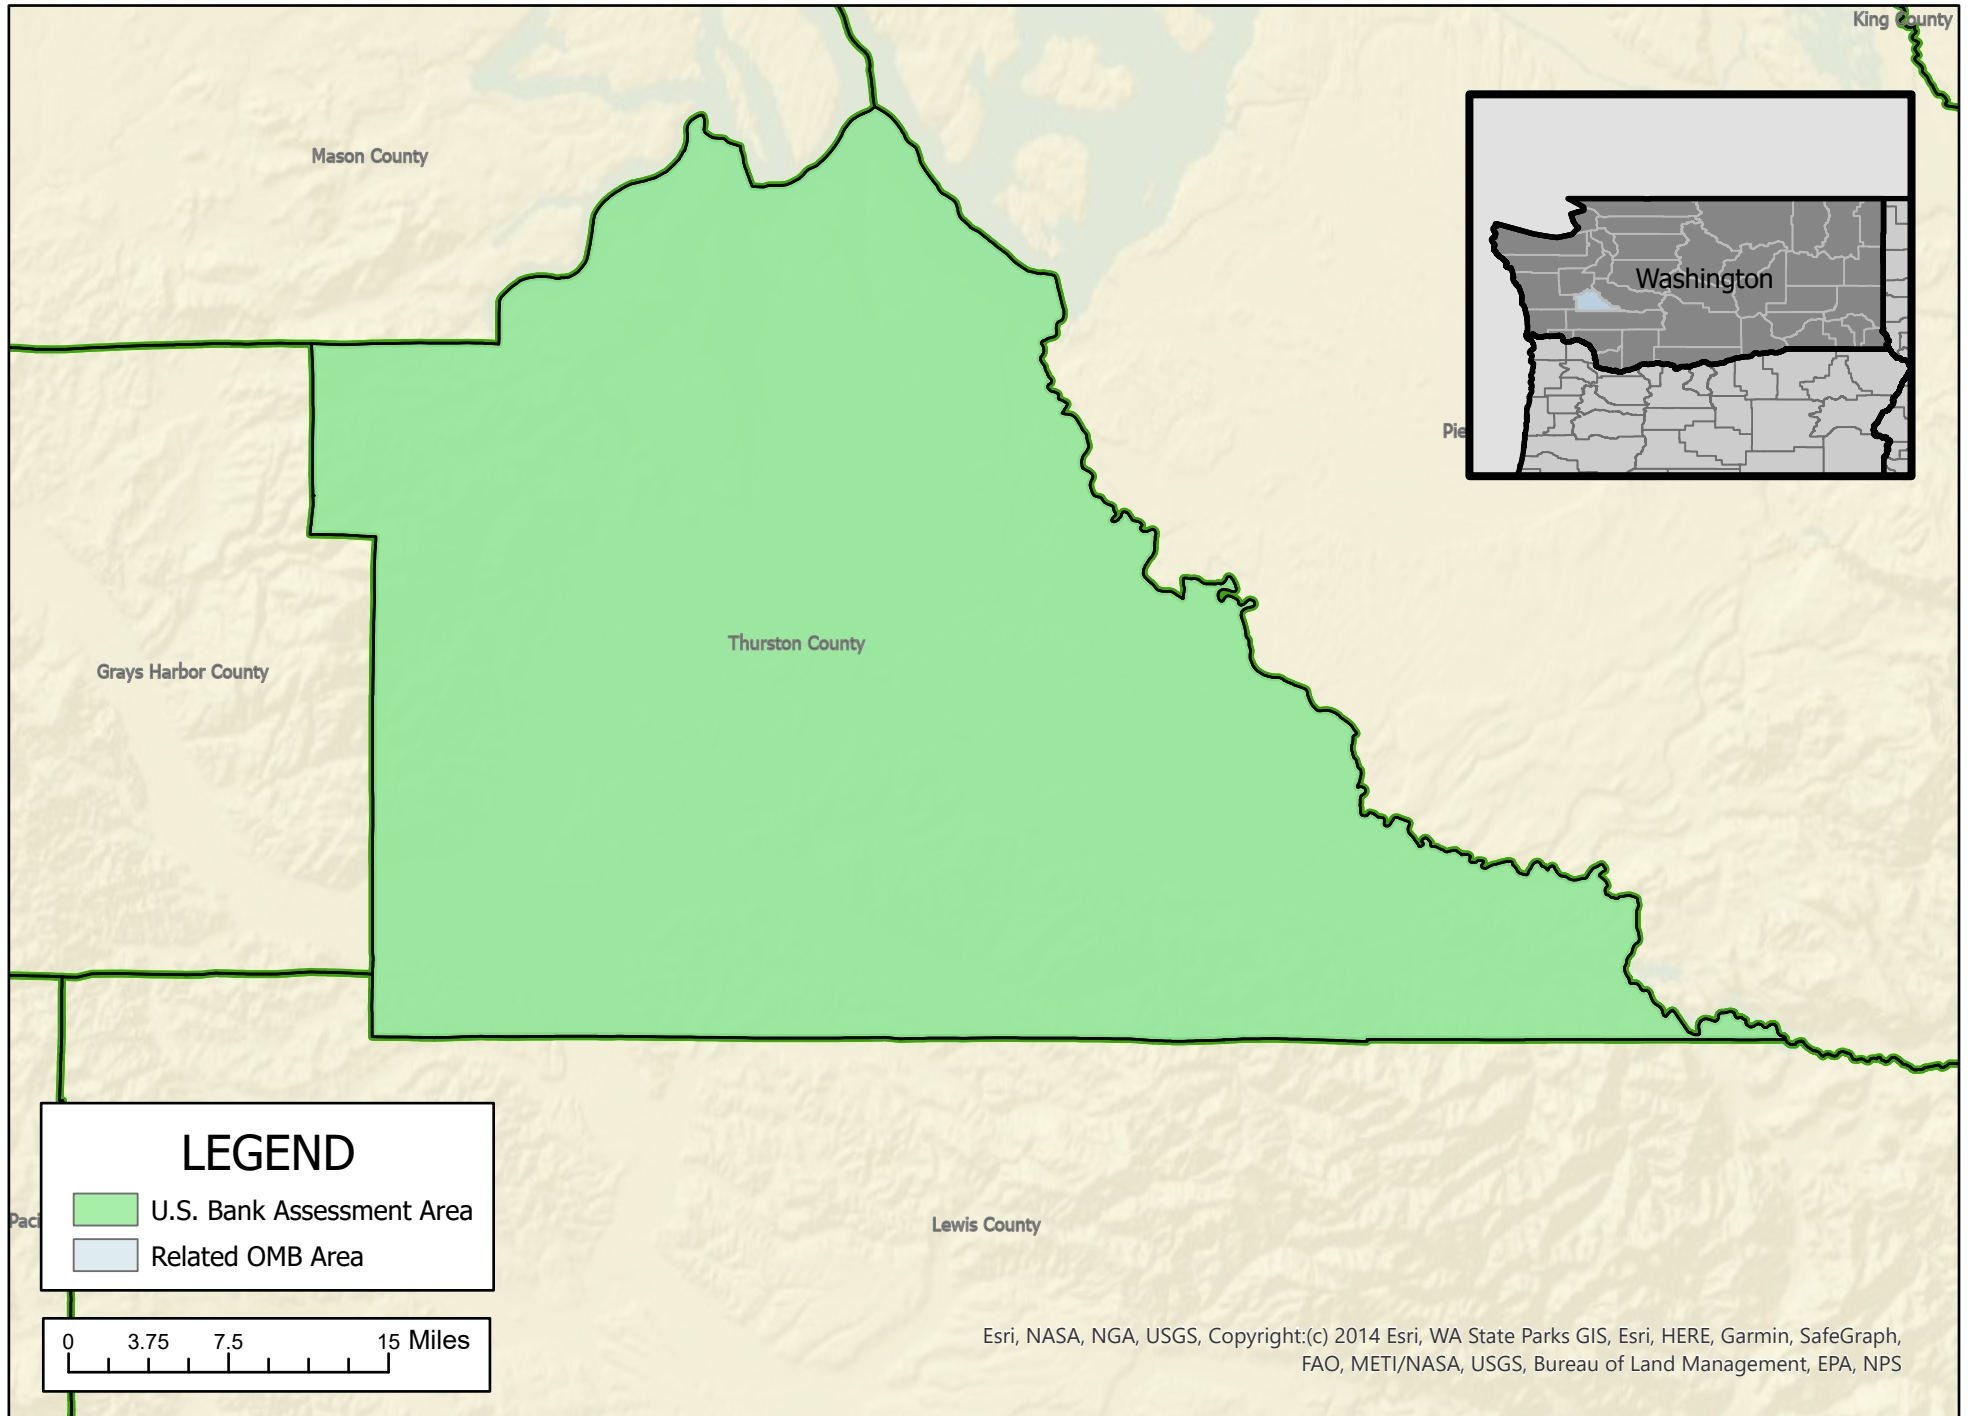 King County
Mason County
Washington
Pie
Thurston County
Grays Harbor County
LEGEND
U.S. Bank Assessment Area
Related OMB Area
Paci
Lewis County
0 3.75 7.5 15 Miles
Esri, NASA, NGA, USGS, Copyright:(c) 2014 Esri, WA State Parks GIS, Esri, HERE, Garmin, SafeGraph,
FAO, METI/NASA, USGS, Bureau of Land Management, EPA, NPS